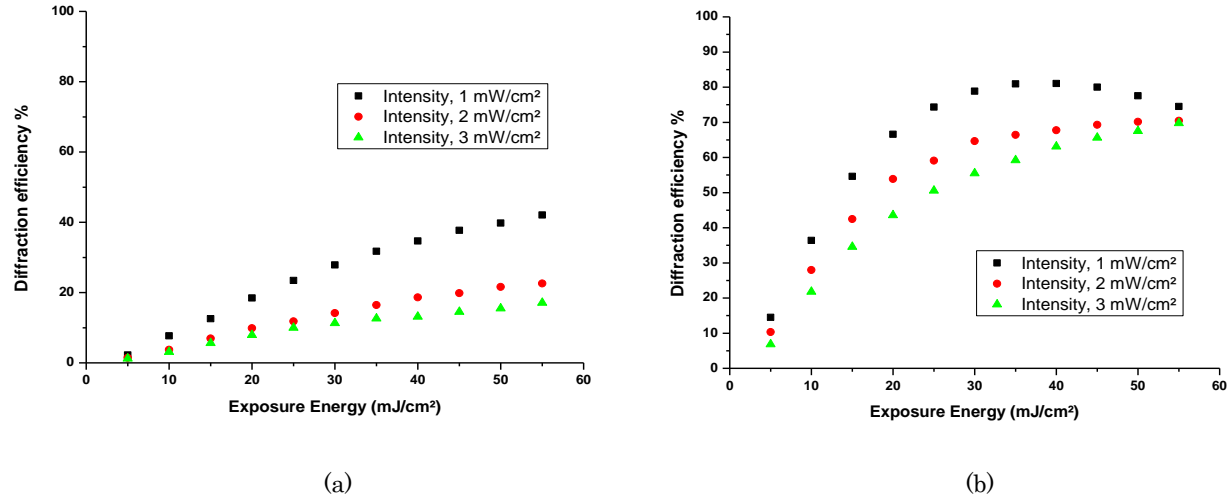 100
80
60
40
20
0
Diffraction efficiency %
Intensity, 1 mW/cm²
Intensity, 2 mW/cm²
Intensity, 3 mW/cm²
0 10 20 30 40 50 60
Exposure Energy (mJ/cm²)
(a)
100
90
80
70
60
50
40
30
20
10
0
Diffraction efficiency %
Intensity, 1 mW/cm²
Intensity, 2 mW/cm²
Intensity, 3 mW/cm²
0 10 20 30 40 50 60
Exposure Energy (mJ/cm²)
(b)